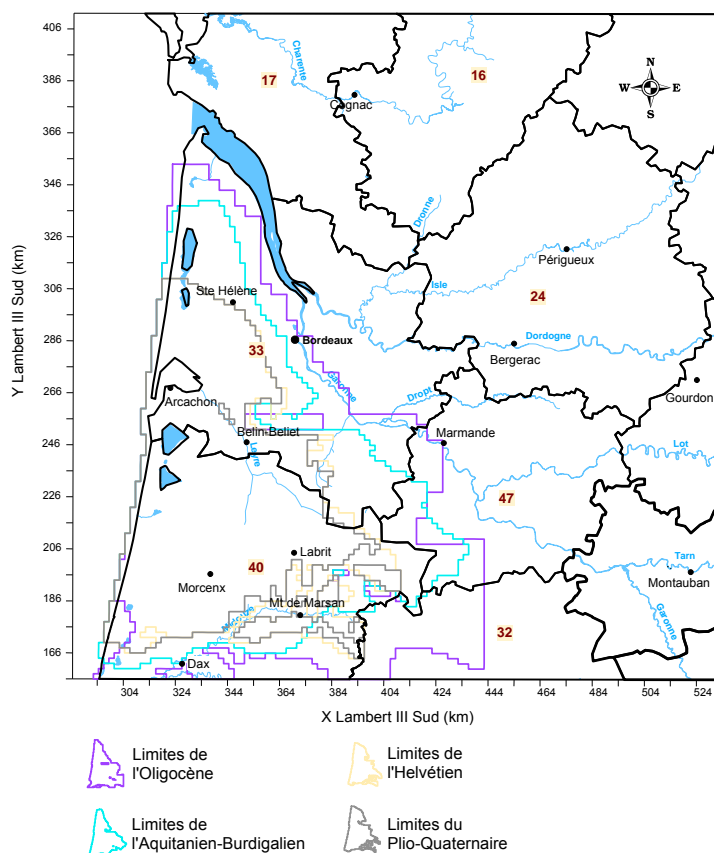 406
386
366
346
326
306
286
266
246
226
206
186
166
Y Lambert III Sud (km)
304
324
344
364
384
404
424
444
464
484
504
524
X Lambert III Sud (km)
N
W E
S
17
16
Charente
Cognac
Dronne
Périgueux
Isle
24
Ste Hélène
Dordogne
Bordeaux
Bergerac
33
Garonne
Dropt
Gourdon
Arcachon
Belin-Beliet
Marmande
Leyre
Lot
47
Labrit
Tarn
40
Morcenx
Montauban
Mt de Marsan
Garonne
32
Dax
Limites de
l'Oligocène
Limites de
l'Helvétien
Limites de
l'Aquitanien-Burdigalien
Limites du
Plio-Quaternaire